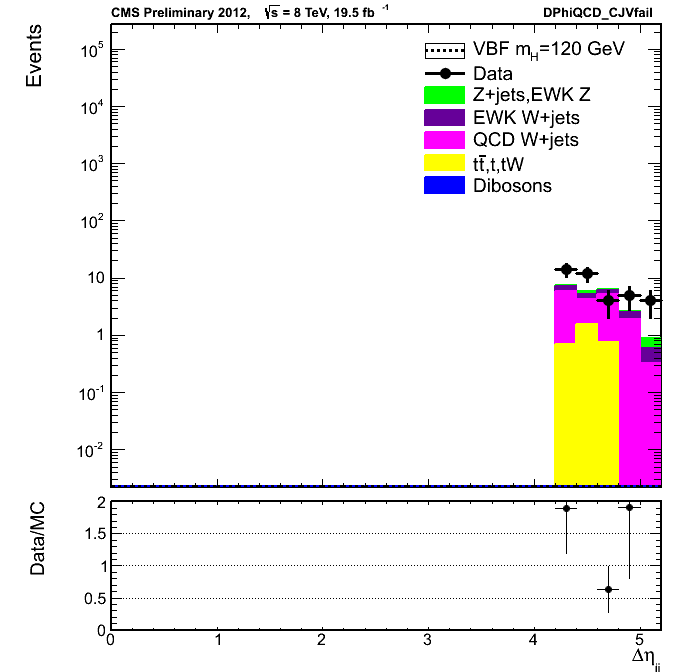 CMS Preliminary 2012, √s = 8 TeV, 19.5 fb⁻¹ DPhiQCD_CJVfail
Events
10⁵
10⁴
10³
10²
10
1
10⁻¹
10⁻²
VBF m_H=120 GeV
Data
Z+jets,EWK Z
EWK W+jets
QCD W+jets
tt̄,t,tW
Dibosons
Data/MC
2
1.5
1
0.5
0
0 1 2 3 4 5
Δη_jj